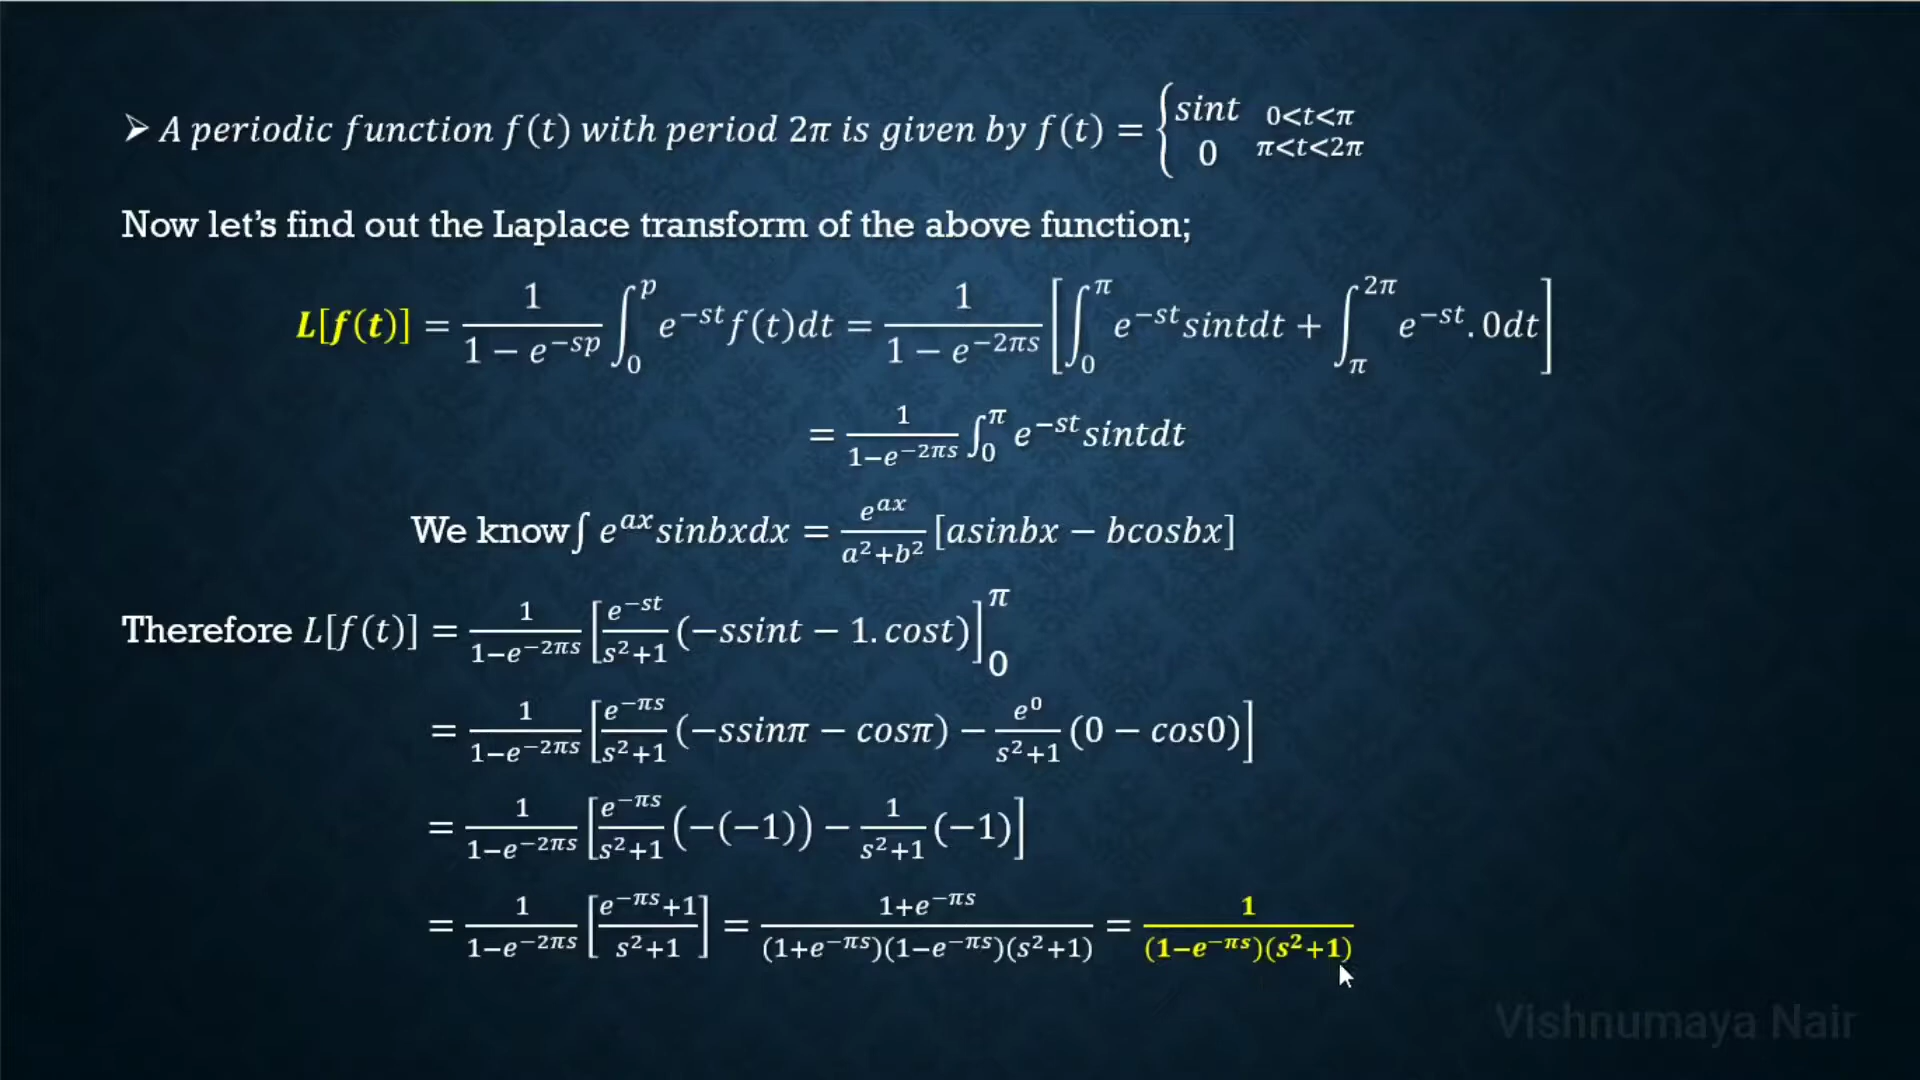 ➢ A periodic function f(t) with period 2π is given by f(t) = {sint 0<t<π
0 π<t<2π
Now let's find out the Laplace transform of the above function;
L[f(t)] = 1/(1 − e^{−sp}) ∫_0^p e^{−st} f(t)dt = 1/(1 − e^{−2πs}) [∫_0^π e^{−st} sintdt + ∫_π^{2π} e^{−st}. 0dt]
= 1/(1−e^{−2πs}) ∫_0^π e^{−st} sintdt
We know ∫ e^{ax} sinbxdx = e^{ax}/(a²+b²) [asinbx − bcosbx]
Therefore L[f(t)] = 1/(1−e^{−2πs}) [e^{−st}/(s²+1) (−ssint − 1. cost)]_0^π
= 1/(1−e^{−2πs}) [e^{−πs}/(s²+1) (−ssinπ − cosπ) − e^0/(s²+1) (0 − cos0)]
= 1/(1−e^{−2πs}) [e^{−πs}/(s²+1) (−(−1)) − 1/(s²+1) (−1)]
= 1/(1−e^{−2πs}) [(e^{−πs}+1)/(s²+1)] = (1+e^{−πs})/((1+e^{−πs})(1−e^{−πs})(s²+1)) = 1/((1−e^{−πs})(s²+1))
Vishnumaya Nair